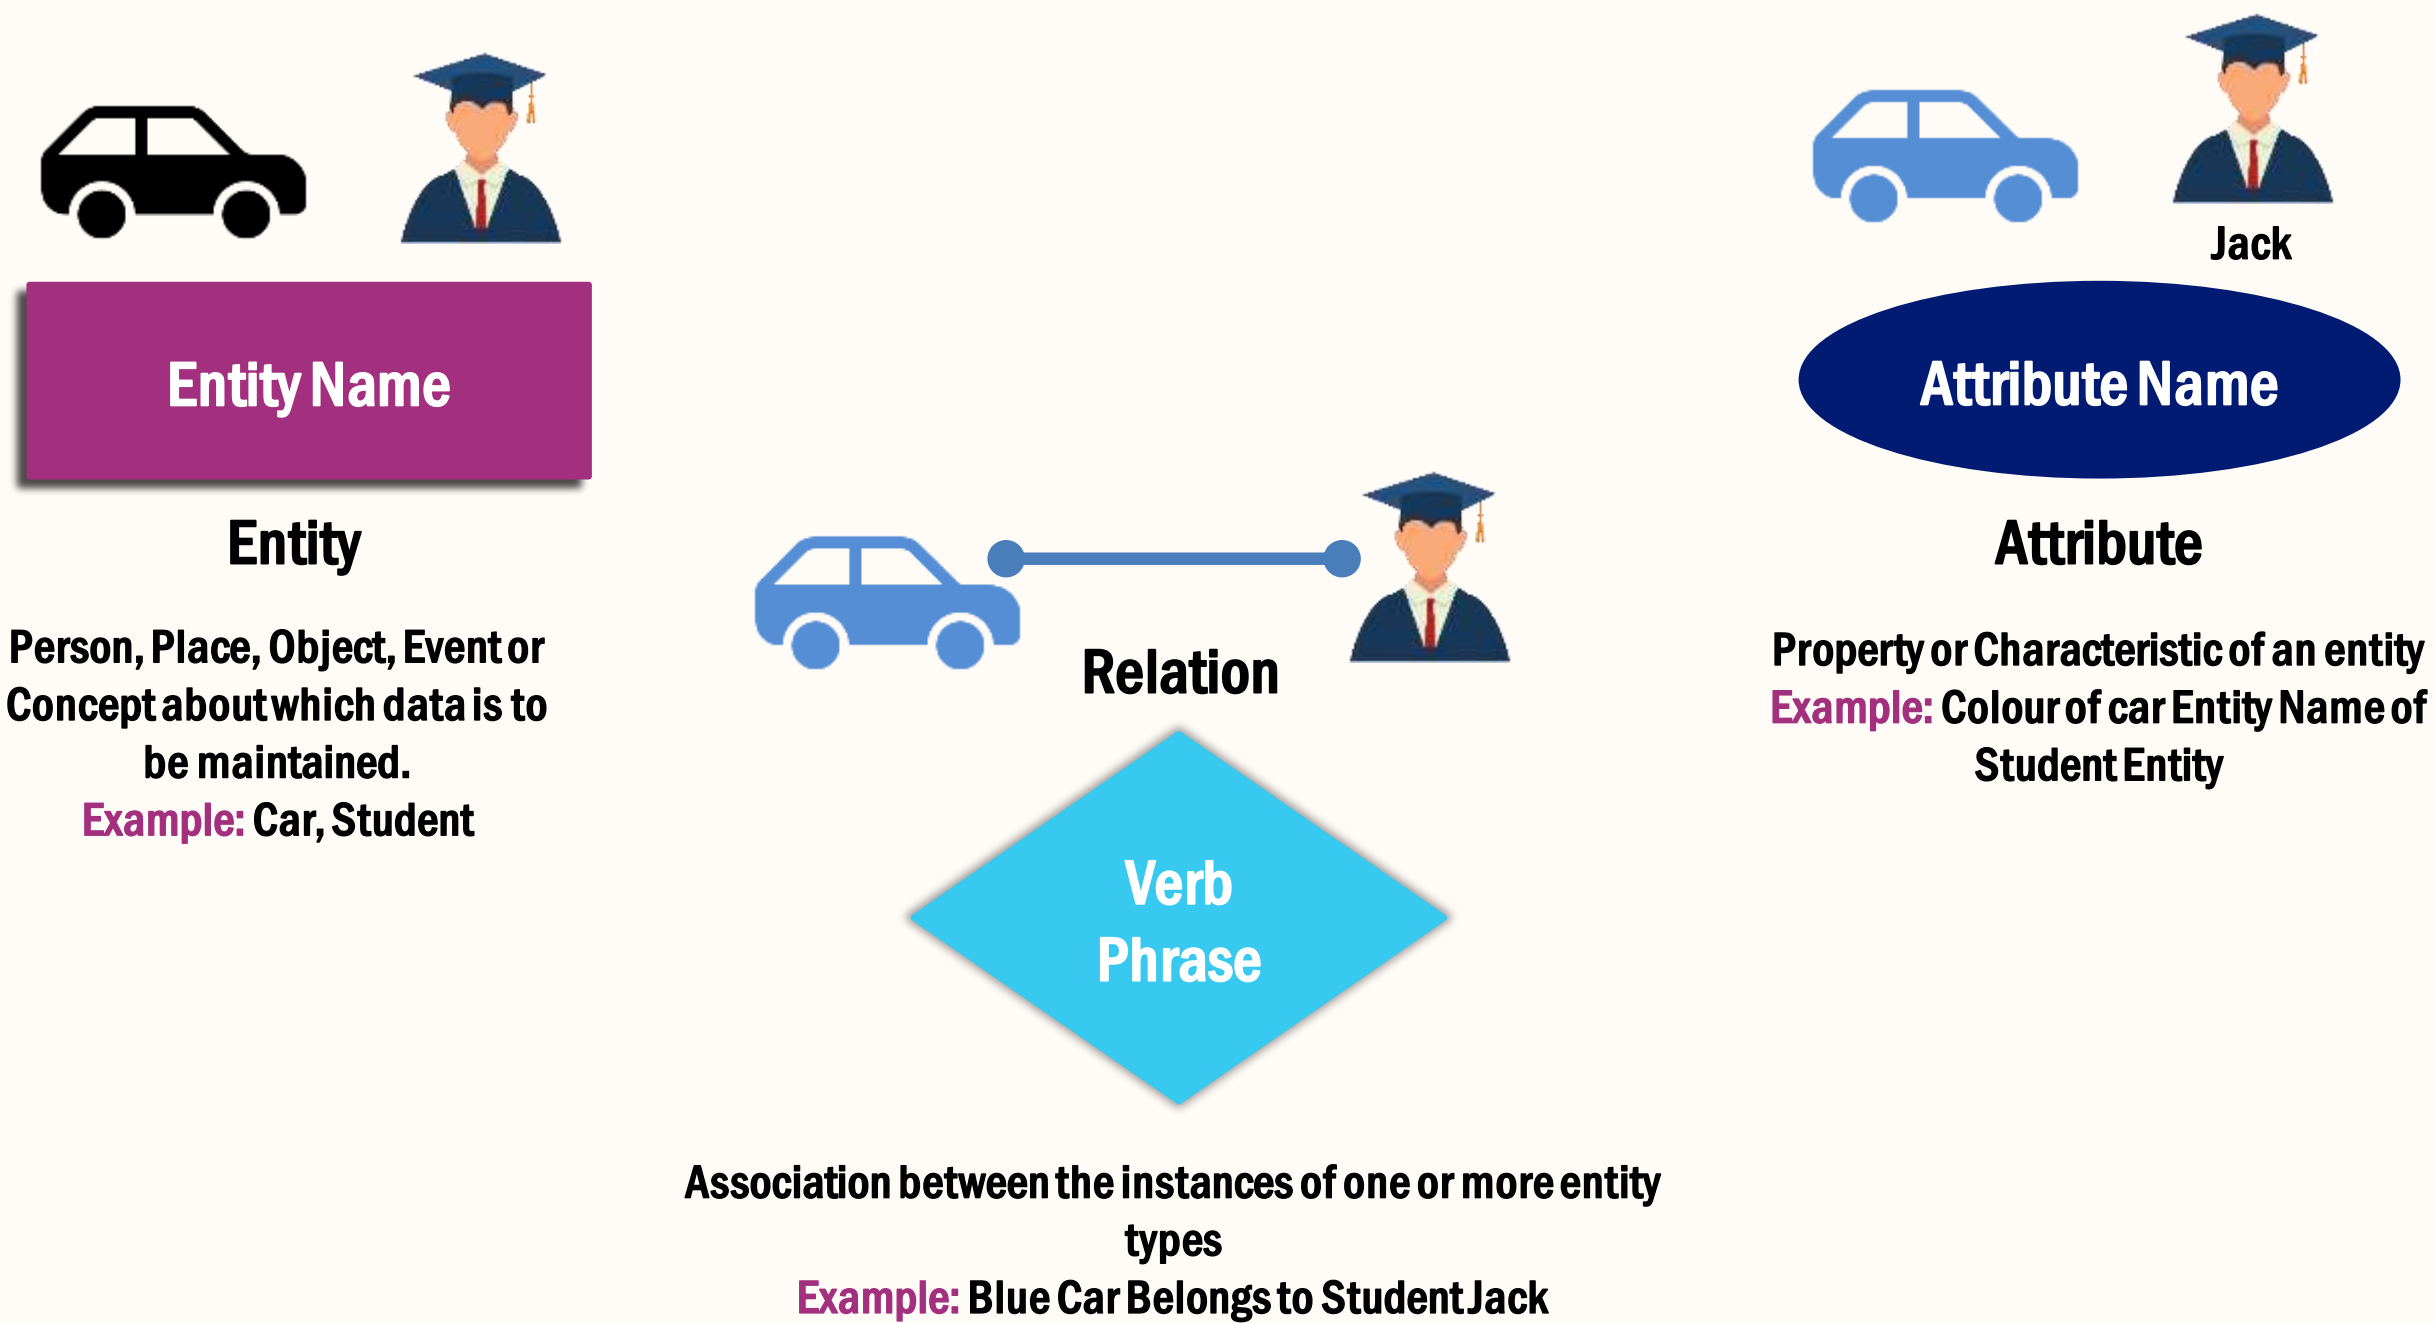 Entity Name
Entity
Person, Place, Object, Event or
Concept about which data is to
be maintained.
Example: Car, Student
Relation
Verb
Phrase
Association between the instances of one or more entity
types
Example: Blue Car Belongs to Student Jack
Jack
Attribute Name
Attribute
Property or Characteristic of an entity
Example: Colour of car Entity Name of
Student Entity